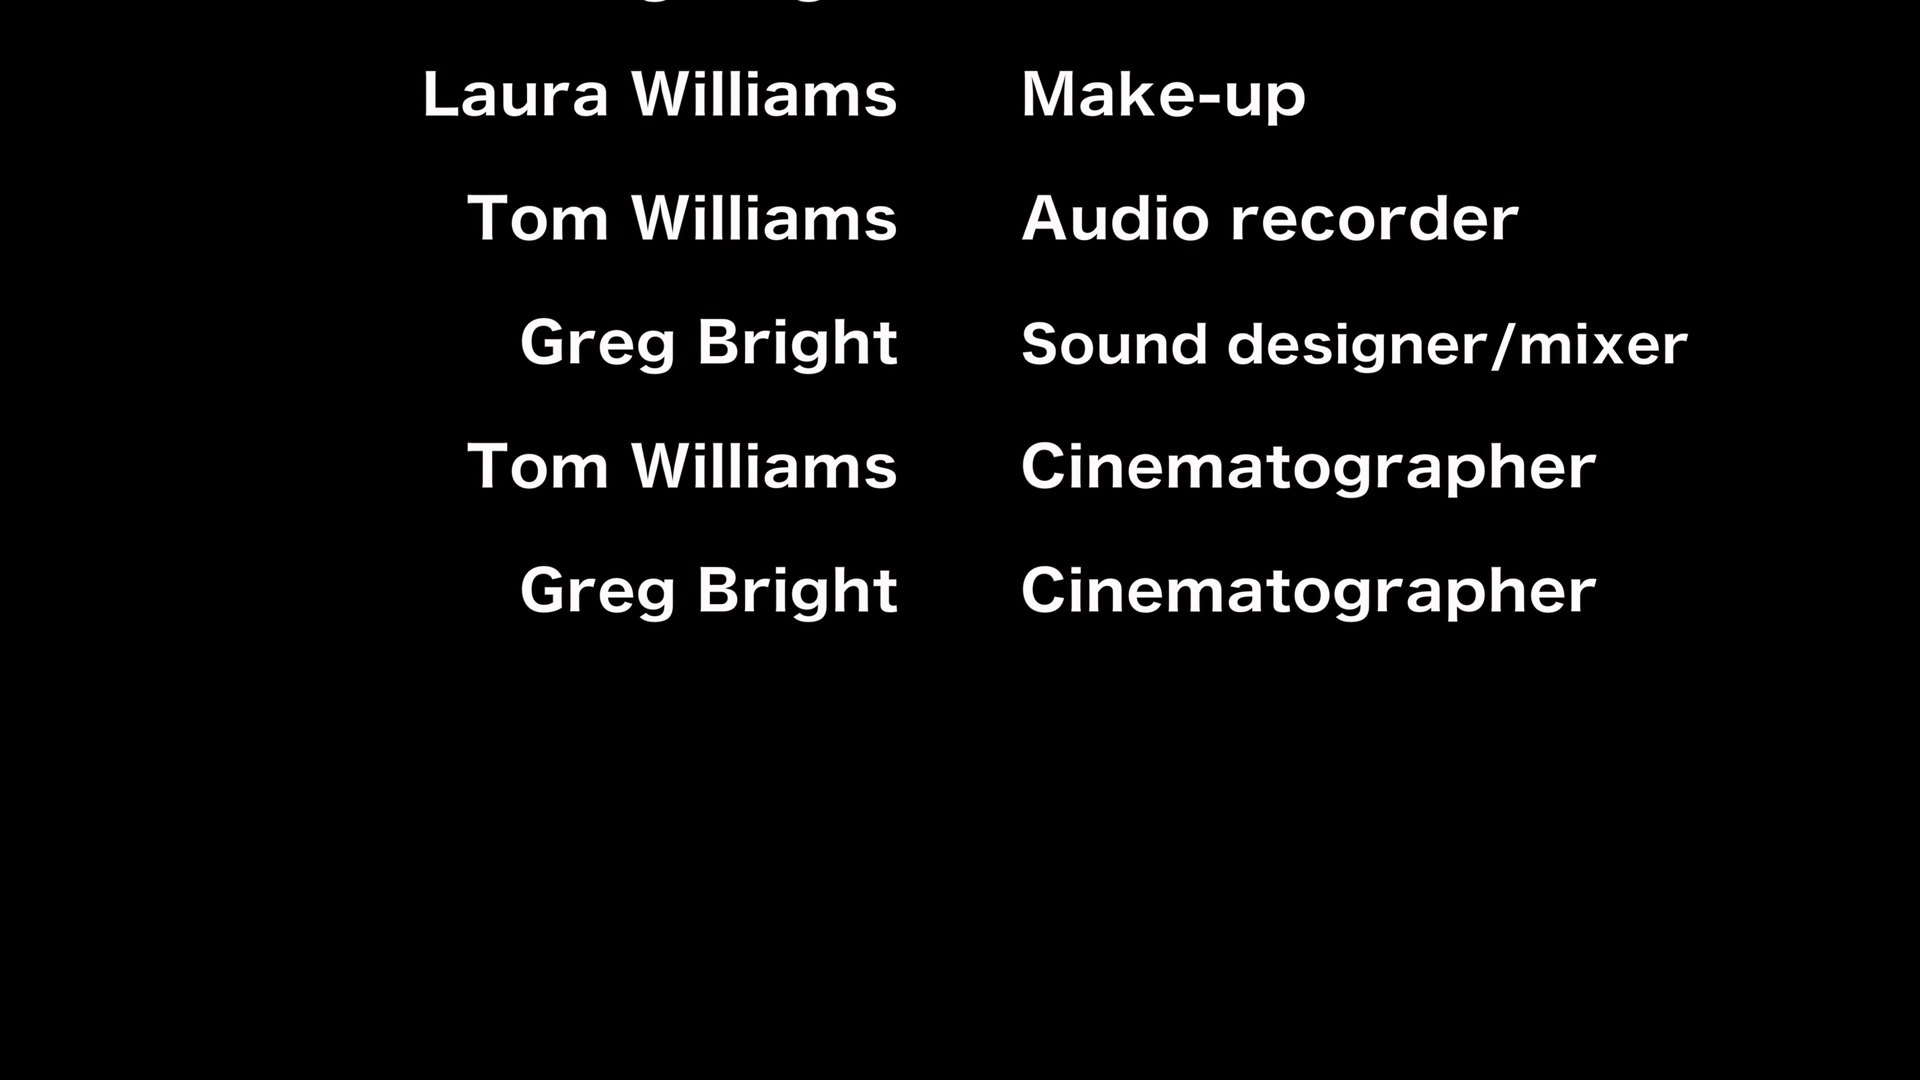 Laura Williams Make-up
Tom Williams Audio recorder
Greg Bright Sound designer/mixer
Tom Williams Cinematographer
Greg Bright Cinematographer